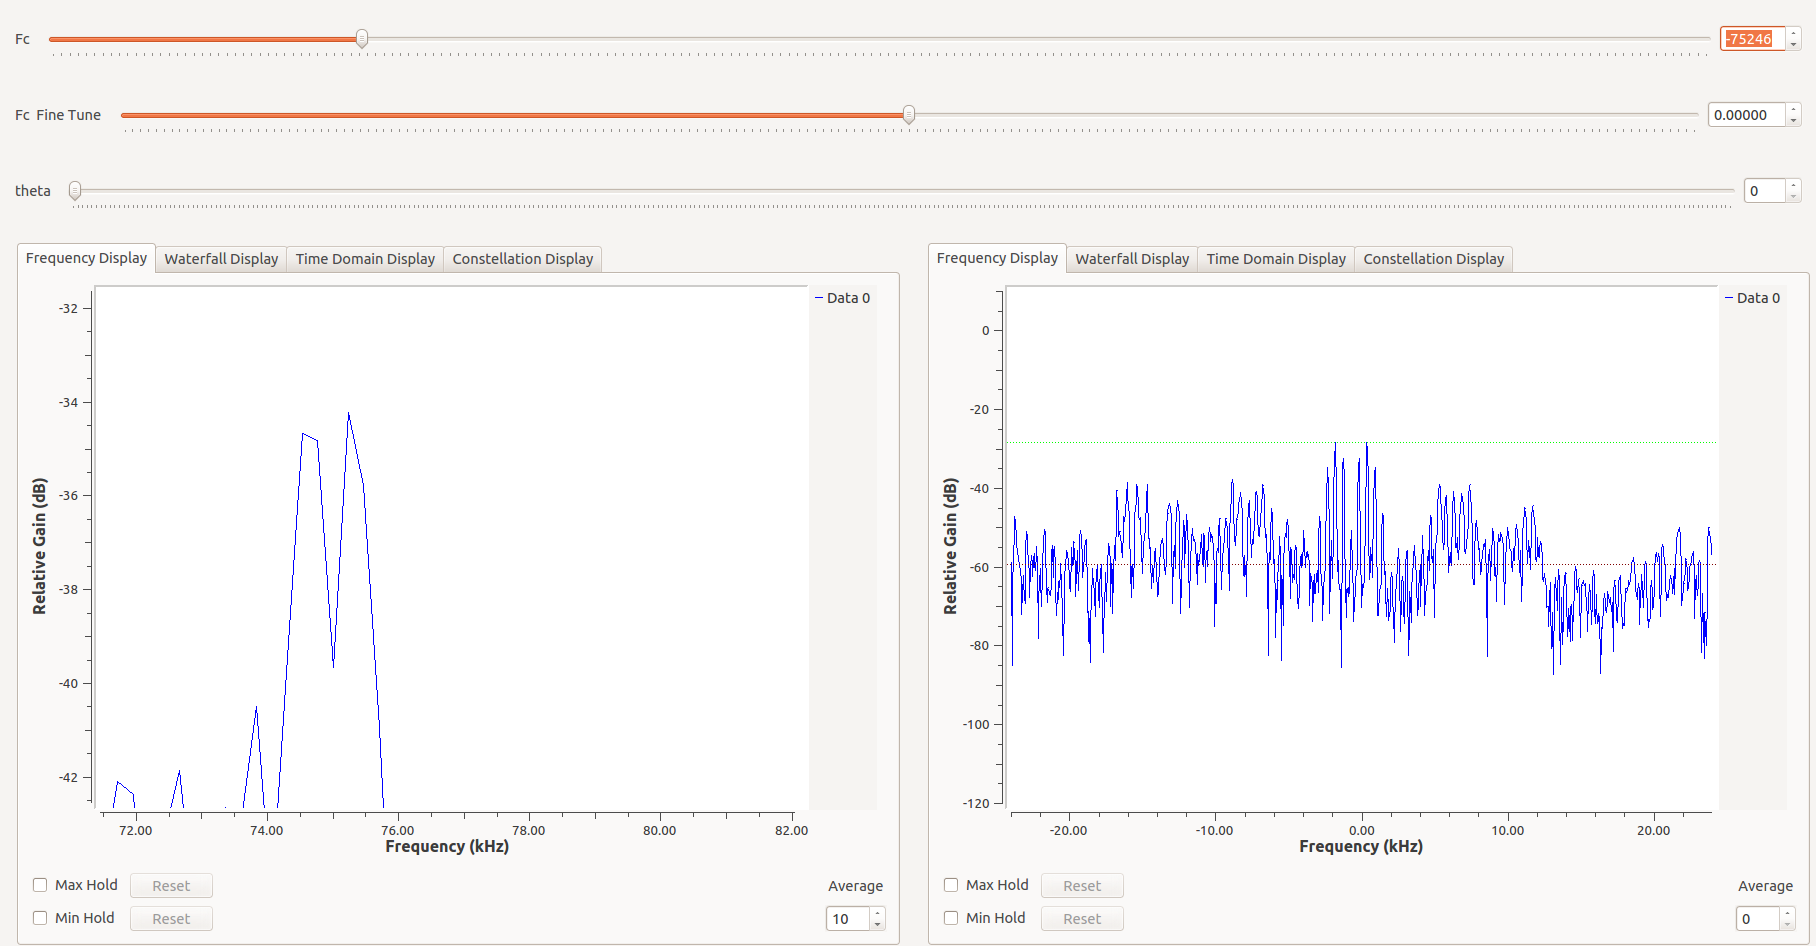 Fc -75246
Fc Fine Tune 0.00000
theta 0
Frequency Display Waterfall Display Time Domain Display Constellation Display
Data 0
-32
-34
-36
-38
-40
-42
Relative Gain (dB)
72.00 74.00 76.00 78.00 80.00 82.00
Frequency (kHz)
Max Hold Reset Average
Min Hold Reset 10
Frequency Display Waterfall Display Time Domain Display Constellation Display
Data 0
0
-20
-40
-60
-80
-100
-120
Relative Gain (dB)
-20.00 -10.00 0.00 10.00 20.00
Frequency (kHz)
Max Hold Reset Average
Min Hold Reset 0